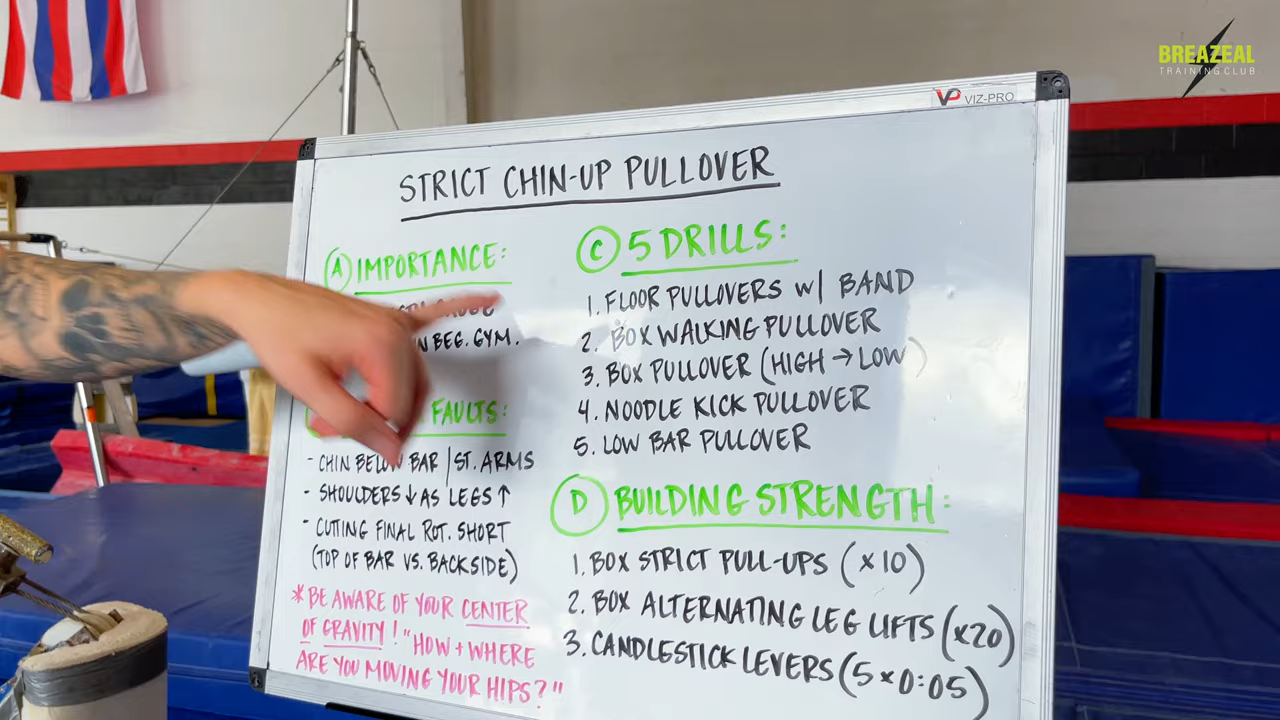 BREAZEAL
TRAINING CLUB
VP VIZ-PRO
STRICT CHIN-UP PULLOVER
A IMPORTANCE:
BEG. GYM.
FAULTS:
- CHIN BELOW BAR | ST. ARMS
- SHOULDERS ↓ AS LEGS ↑
- CUTTING FINAL ROT. SHORT
(TOP OF BAR VS. BACKSIDE)
* BE AWARE OF YOUR CENTER
OF GRAVITY! "HOW + WHERE
ARE YOU MOVING YOUR HIPS?"
C 5 DRILLS:
1. FLOOR PULLOVERS W/ BAND
2. BOX WALKING PULLOVER
3. BOX PULLOVER (HIGH → LOW)
4. NOODLE KICK PULLOVER
5. LOW BAR PULLOVER
D BUILDING STRENGTH:
1. BOX STRICT PULL-UPS (x10)
2. BOX ALTERNATING LEG LIFTS (x20)
3. CANDLESTICK LEVERS (5 x 0:05)